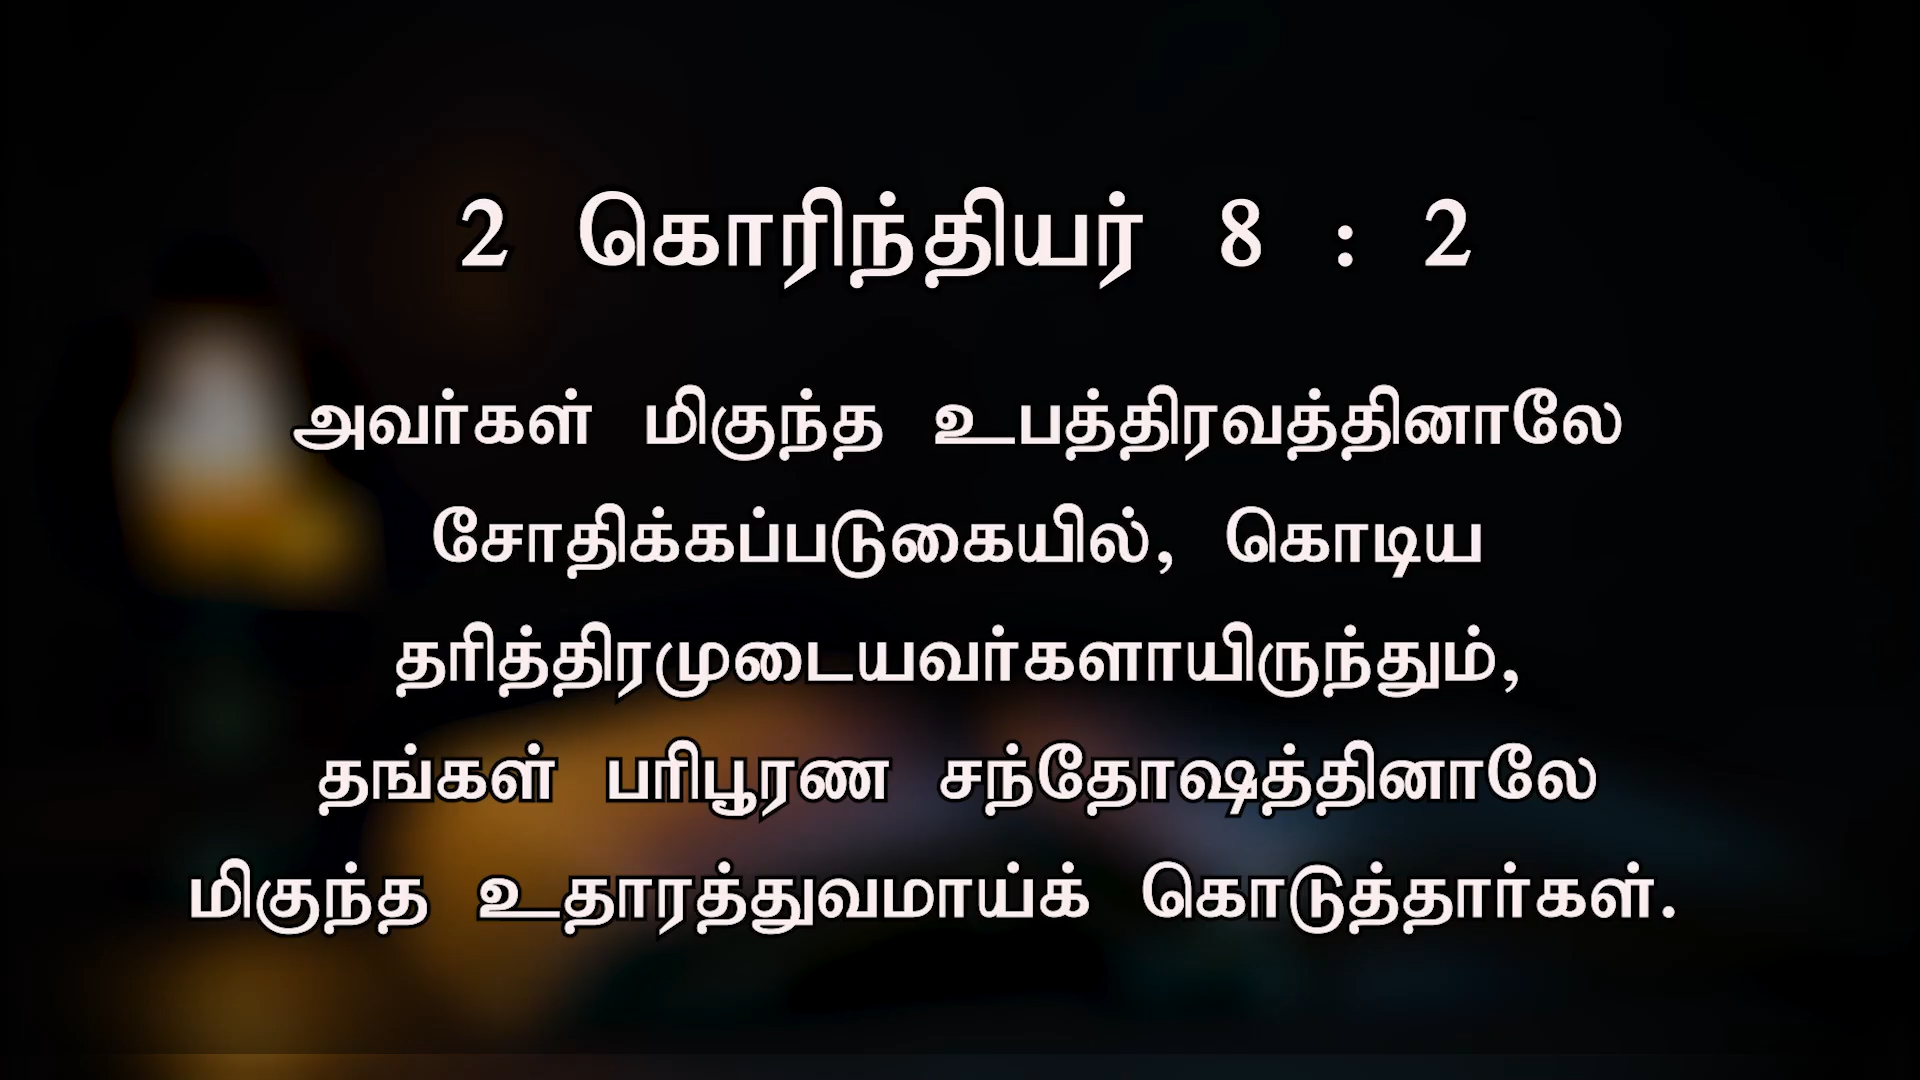 2 கொரிந்தியர் 8 : 2
அவர்கள் மிகுந்த உபத்திரவத்தினாலே
சோதிக்கப்படுகையில், கொடிய
தரித்திரமுடையவர்களாயிருந்தும்,
தங்கள் பரிபூரண சந்தோஷத்தினாலே
மிகுந்த உதாரத்துவமாய்க் கொடுத்தார்கள்.